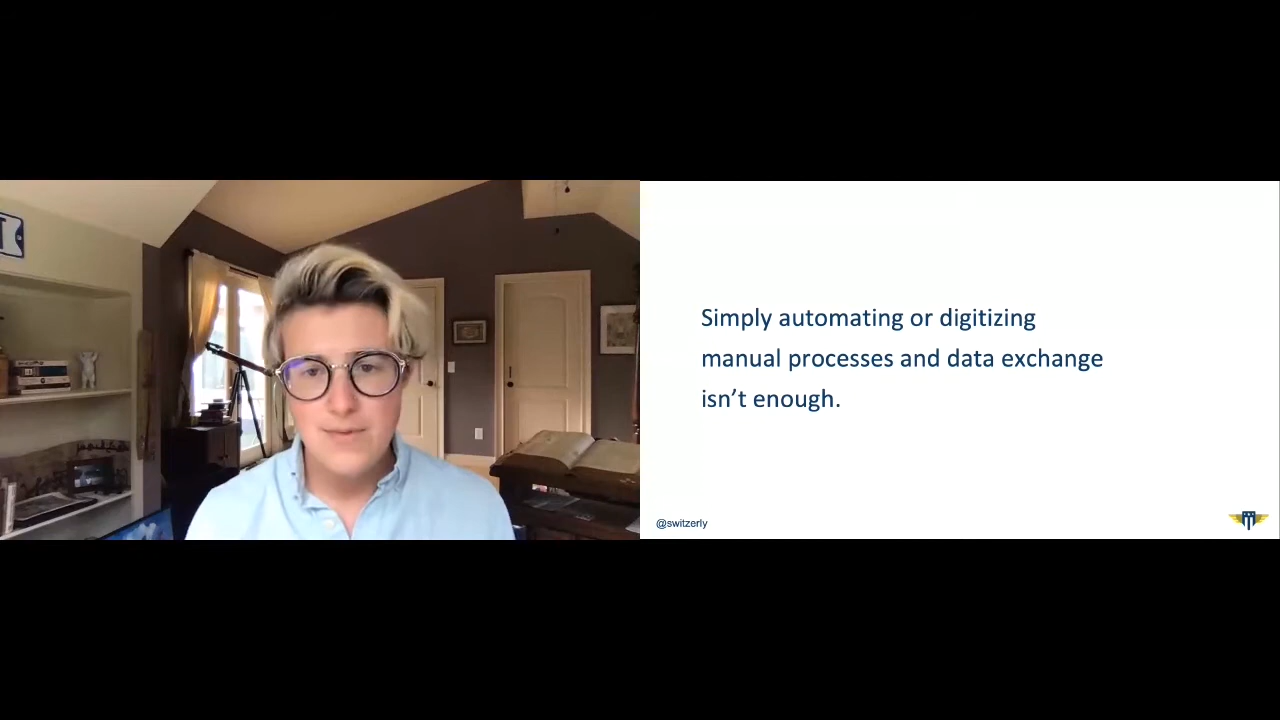 Simply automating or digitizing
manual processes and data exchange
isn’t enough.
@switzerly